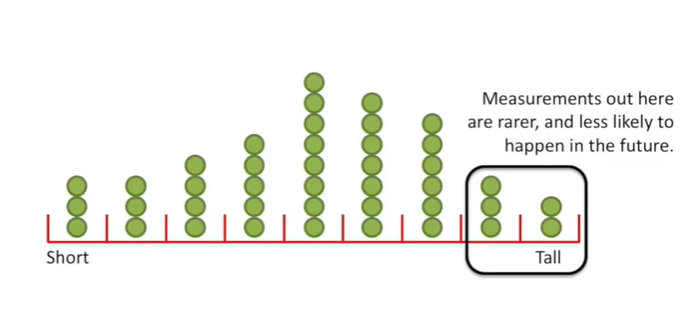 Measurements out here
are rarer, and less likely to
happen in the future.
Short
Tall